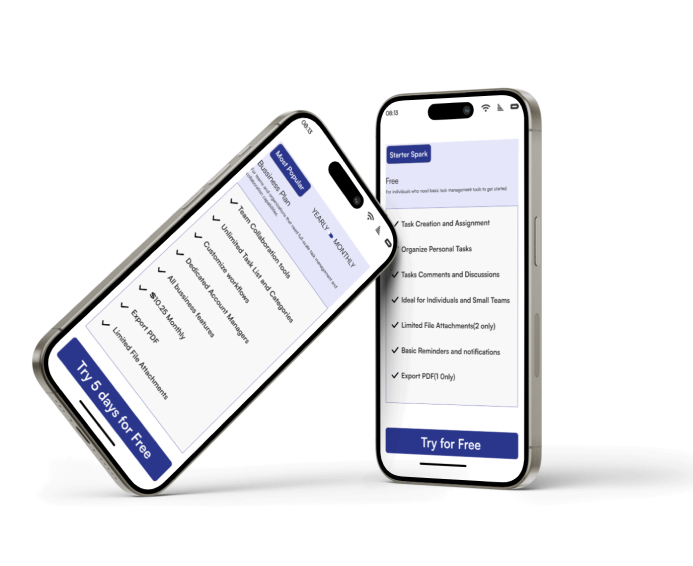 08:13
Most Popular
Bussiness Plan
For teams and organizations that need full-scale task management and
collaboration capabilities.
YEARLY MONTHLY
Team Collaboration tools
Unlimited Task List and Categories
Customize workflows
Dedicated Account Managers
All bussiness features
$10.25 Monthly
Export PDF
Limited File Attachments
Try 5 days for Free
08:13
Starter Spark
Free
For individuals who need basic task management tools to get started
Task Creation and Assignment
Organize Personal Tasks
Tasks Comments and Discussions
Ideal for Individuals and Small Teams
Limited File Attachments(2 only)
Basic Reminders and notifications
Export PDF(1 Only)
Try for Free